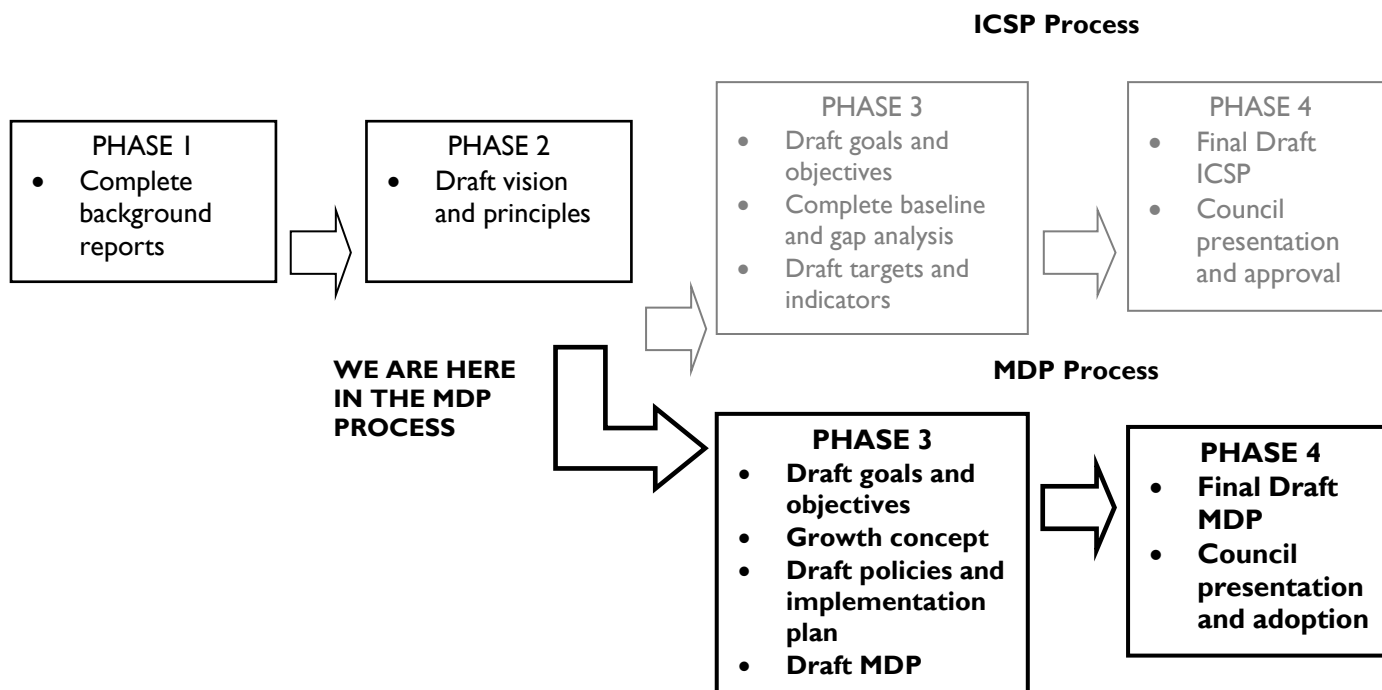 ICSP Process
PHASE 1
• Complete
background
reports
PHASE 2
• Draft vision
and principles
PHASE 3
• Draft goals and
objectives
• Complete baseline
and gap analysis
• Draft targets and
indicators
PHASE 4
• Final Draft
ICSP
• Council
presentation
and approval
WE ARE HERE
IN THE MDP
PROCESS
MDP Process
PHASE 3
• Draft goals and
objectives
• Growth concept
• Draft policies and
implementation
plan
• Draft MDP
PHASE 4
• Final Draft
MDP
• Council
presentation
and adoption